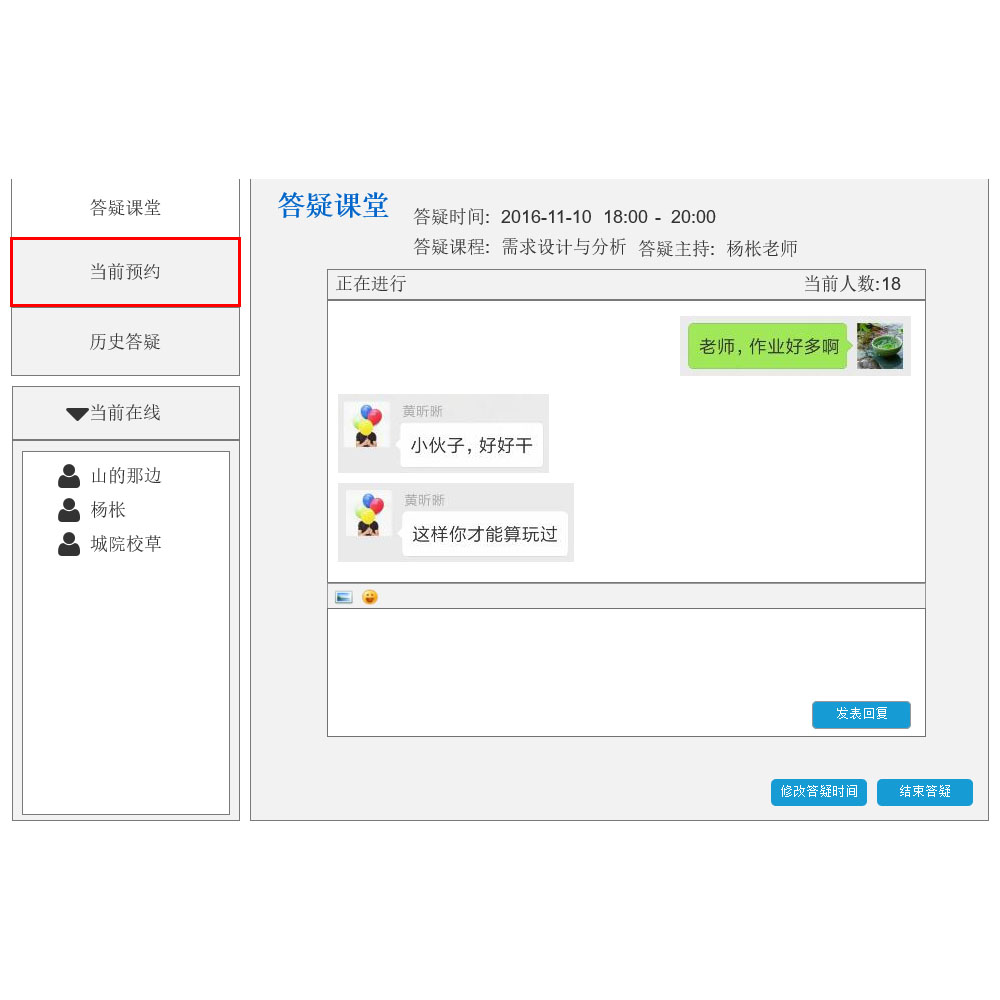 答疑课堂
当前预约
历史答疑
当前在线
山的那边
杨枨
城院校草
答疑课堂
答疑时间: 2016-11-10 18:00 - 20:00
答疑课程: 需求设计与分析 答疑主持: 杨枨老师
正在进行 当前人数:18
老师，作业好多啊
黄昕晰
小伙子，好好干
黄昕晰
这样你才能算玩过
发表回复
修改答疑时间 结束答疑